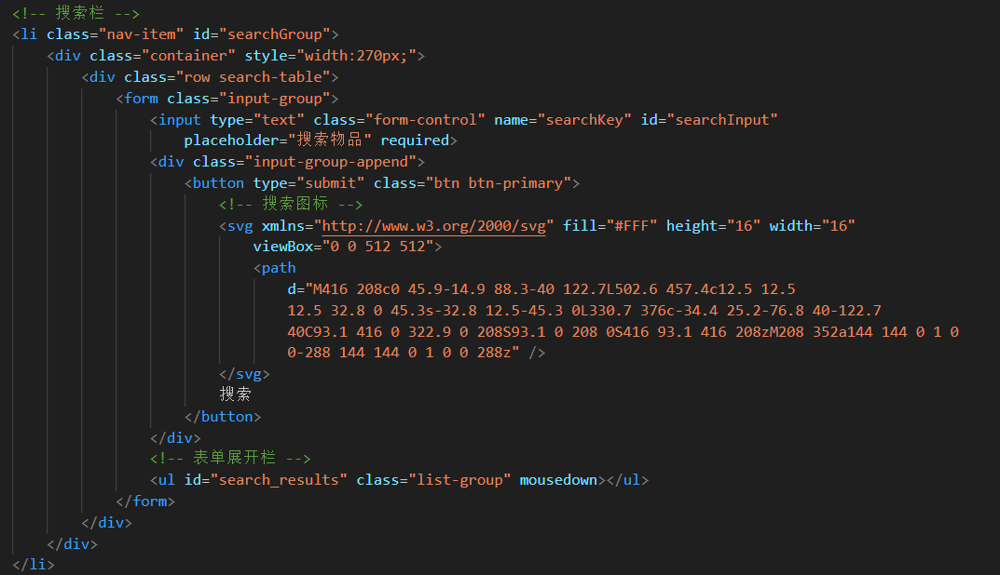 <!-- 搜索栏 -->
<li class="nav-item" id="searchGroup">
<div class="container" style="width:270px;">
<div class="row search-table">
<form class="input-group">
<input type="text" class="form-control" name="searchKey" id="searchInput"
placeholder="搜索物品" required>
<div class="input-group-append">
<button type="submit" class="btn btn-primary">
<!-- 搜索图标 -->
<svg xmlns="http://www.w3.org/2000/svg" fill="#FFF" height="16" width="16"
viewBox="0 0 512 512">
<path
d="M416 208c0 45.9-14.9 88.3-40 122.7L502.6 457.4c12.5 12.5
12.5 32.8 0 45.3s-32.8 12.5-45.3 0L330.7 376c-34.4 25.2-76.8 40-122.7
40C93.1 416 0 322.9 0 208S93.1 0 208 0S416 93.1 416 208zM208 352a144 144 0 1 0
0-288 144 144 0 1 0 0 288z" />
</svg>
搜索
</button>
</div>
<!-- 表单展开栏 -->
<ul id="search_results" class="list-group" mousedown></ul>
</form>
</div>
</div>
</li>